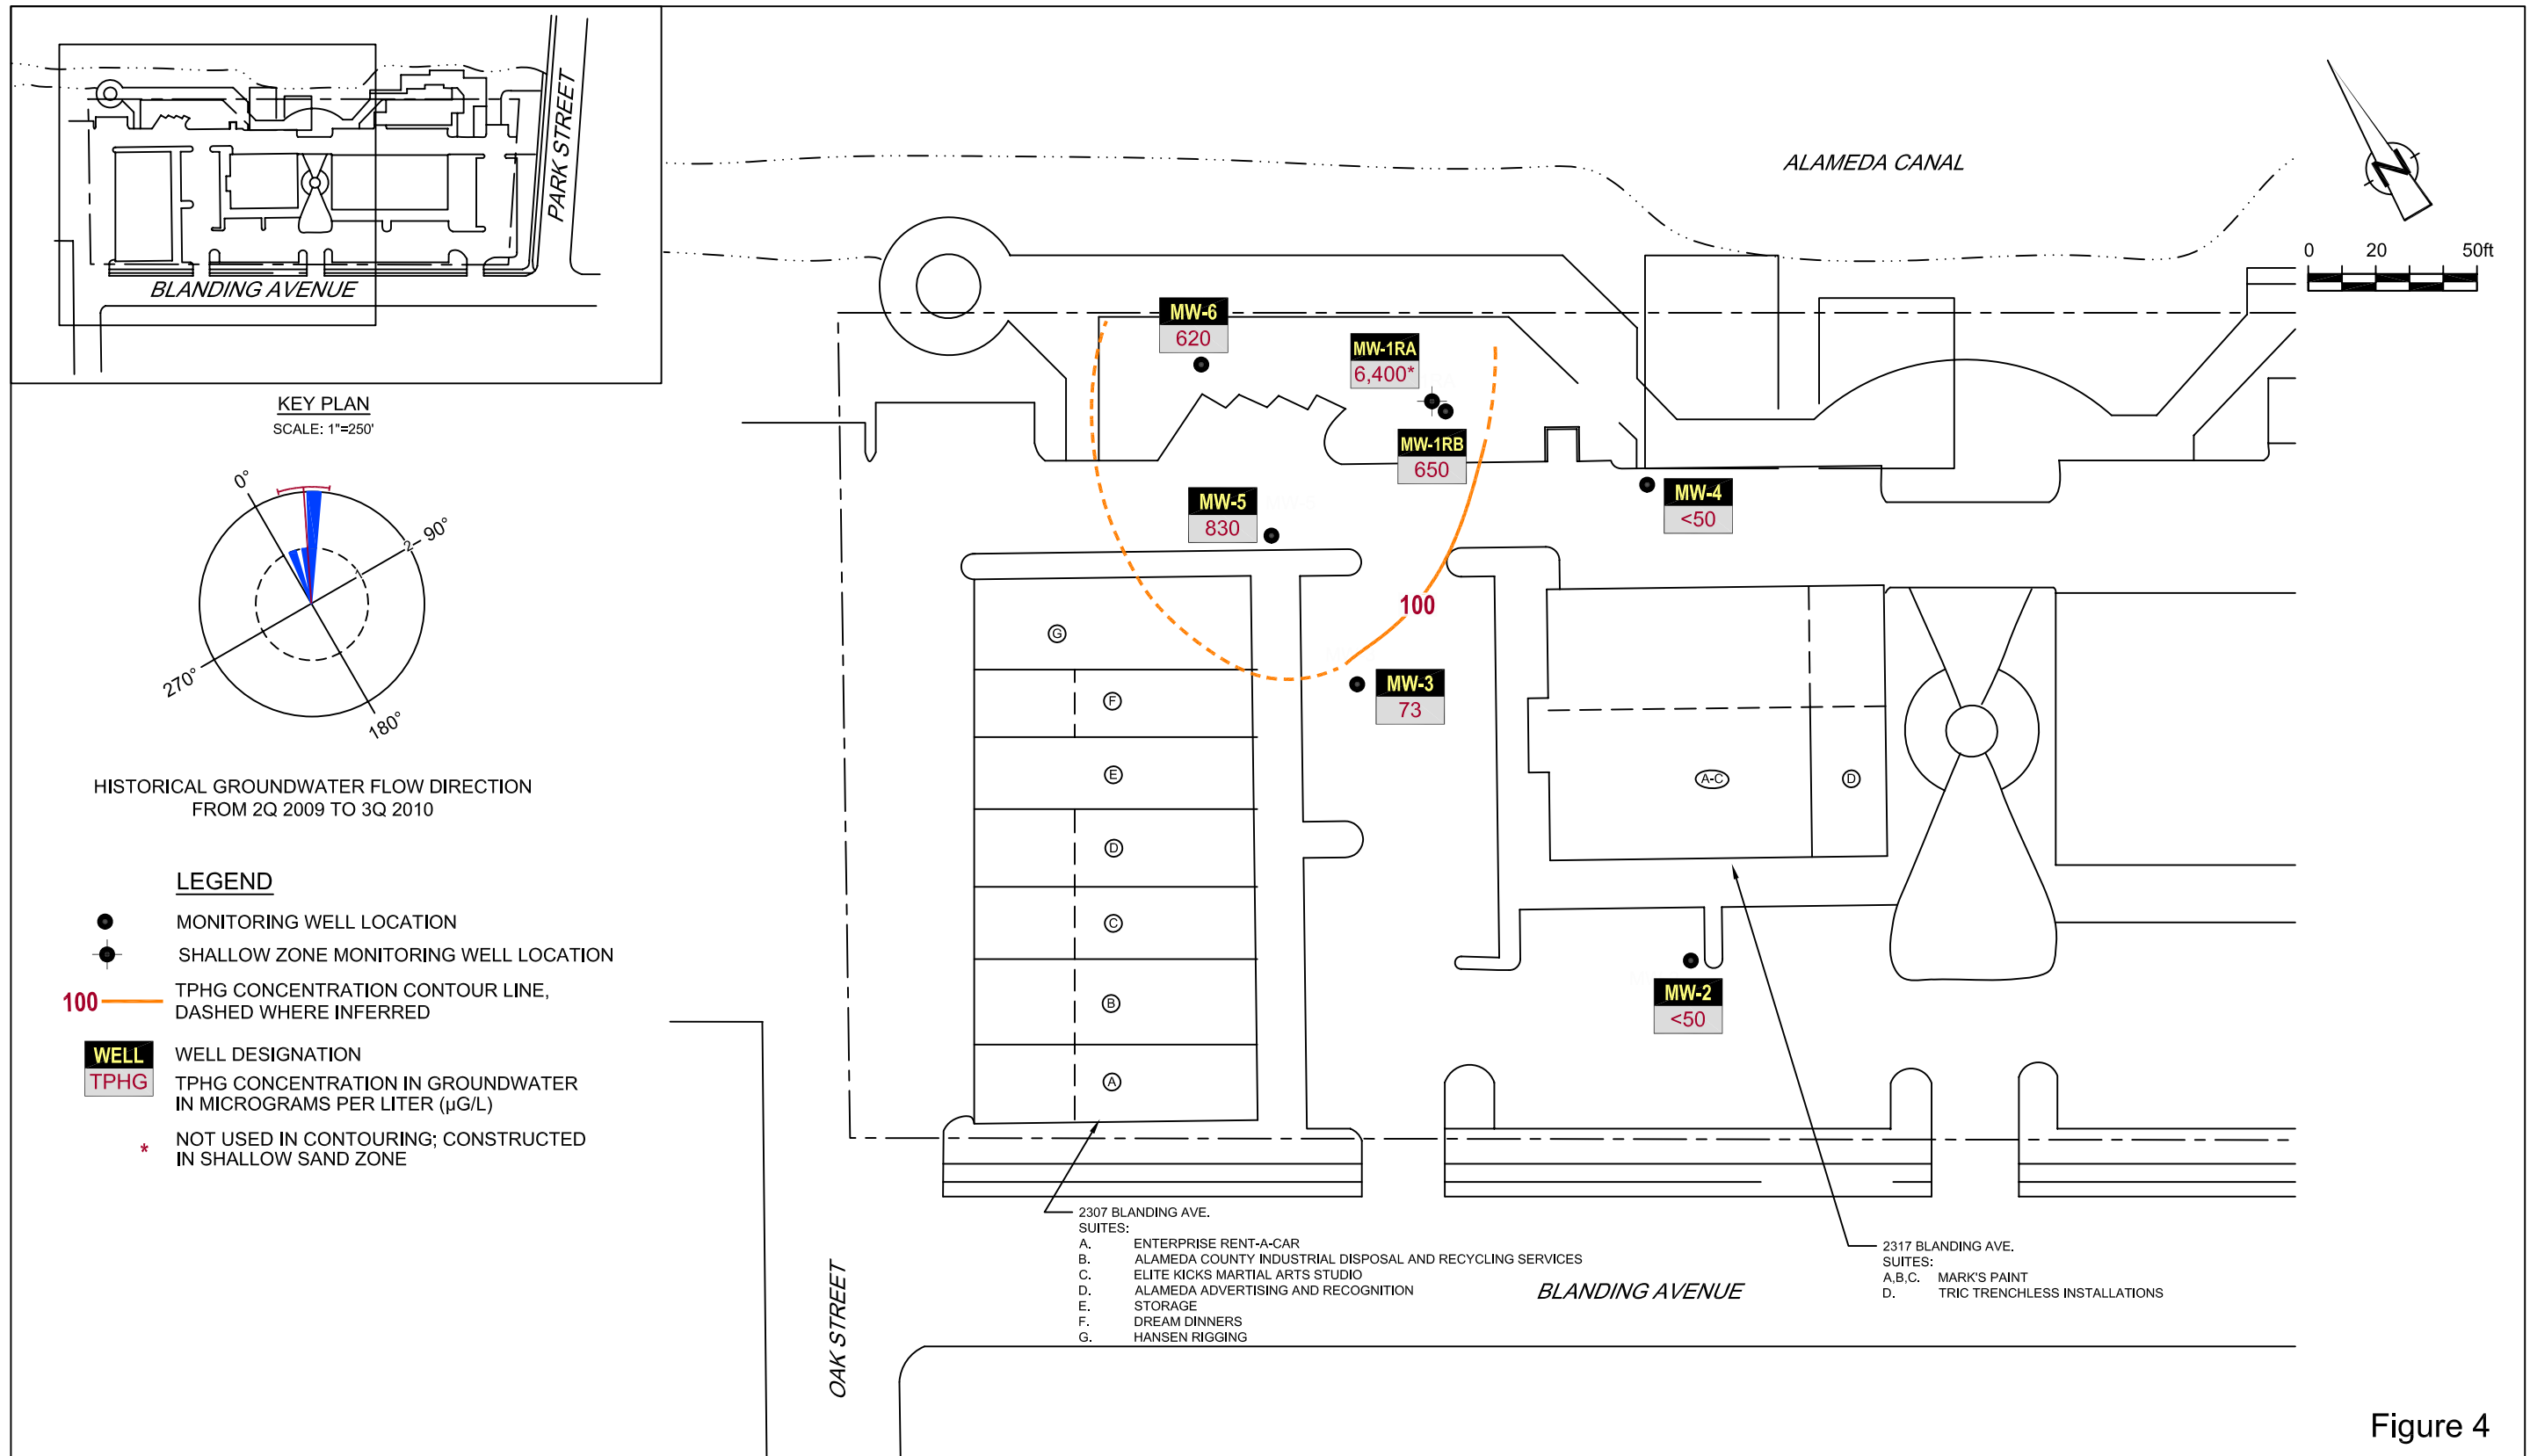 PARK STREET
BLANDING AVENUE
KEY PLAN
SCALE: 1"=250'
0°
90°
2
180°
270°
HISTORICAL GROUNDWATER FLOW DIRECTION
FROM 2Q 2009 TO 3Q 2010
LEGEND
MONITORING WELL LOCATION
SHALLOW ZONE MONITORING WELL LOCATION
100
TPHG CONCENTRATION CONTOUR LINE,
DASHED WHERE INFERRED
WELL
WELL DESIGNATION
TPHG
TPHG CONCENTRATION IN GROUNDWATER
IN MICROGRAMS PER LITER (µG/L)
*
NOT USED IN CONTOURING; CONSTRUCTED
IN SHALLOW SAND ZONE
ALAMEDA CANAL
N
0 20 50ft
MW-6
620
MW-1RA
6,400*
MW-1RB
650
MW-5
830
MW-4
<50
100
MW-3
73
MW-2
<50
G
F
E
D
C
B
A
A-C
D
2307 BLANDING AVE.
SUITES:
A. ENTERPRISE RENT-A-CAR
B. ALAMEDA COUNTY INDUSTRIAL DISPOSAL AND RECYCLING SERVICES
C. ELITE KICKS MARTIAL ARTS STUDIO
D. ALAMEDA ADVERTISING AND RECOGNITION
E. STORAGE
F. DREAM DINNERS
G. HANSEN RIGGING
2317 BLANDING AVE.
SUITES:
A,B,C. MARK'S PAINT
D. TRIC TRENCHLESS INSTALLATIONS
BLANDING AVENUE
OAK STREET
Figure 4